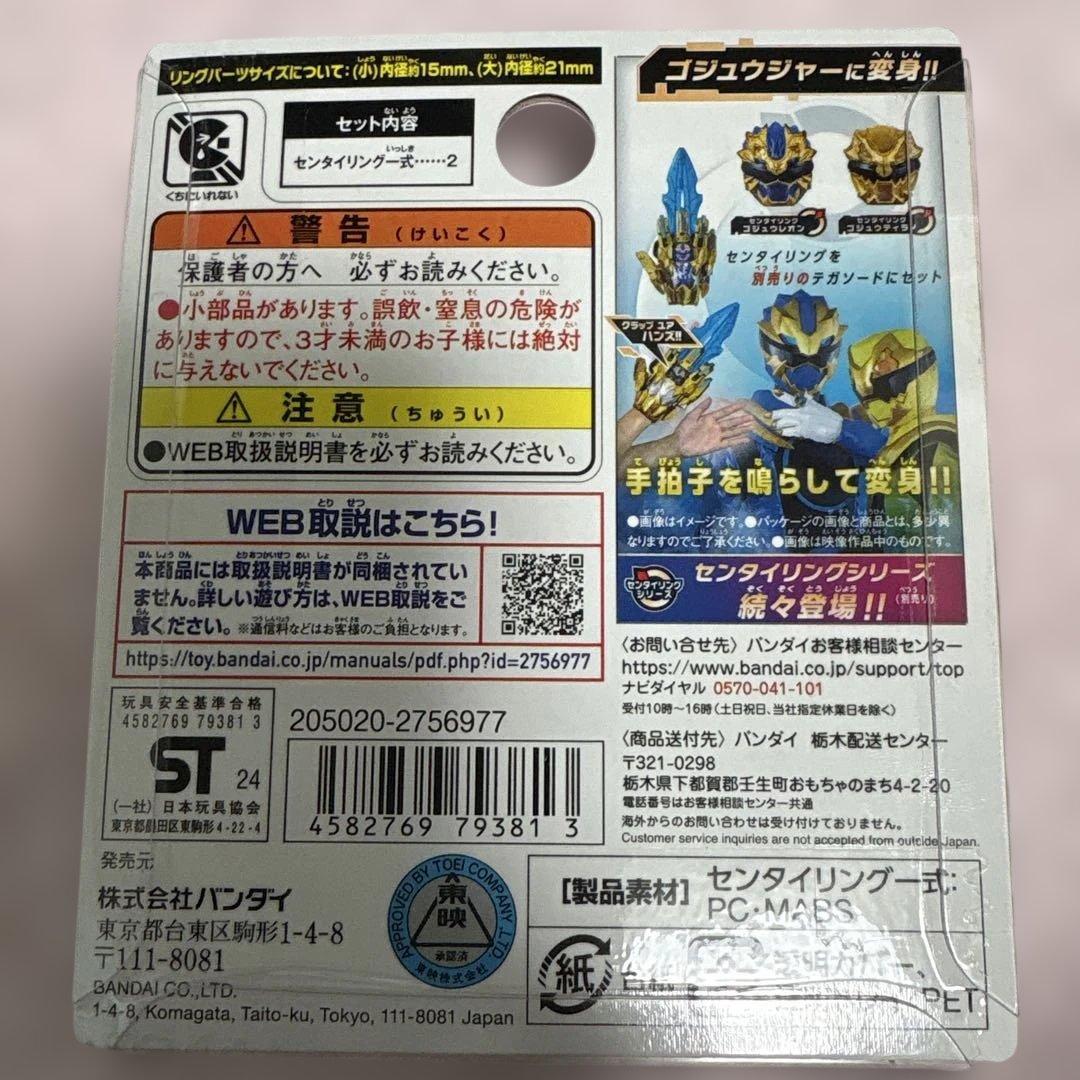 リングパーツサイズについて:(小)内径約15mm、(大)内径約21mm
くちにいれない
セット内容
センタイリング一式……2
警告(けいこく)
保護者の方へ 必ずお読みください。
●小部品があります。誤飲・窒息の危険が
ありますので、3才未満のお子様には絶対
に与えないでください。
注意(ちゅうい)
●WEB取扱説明書を必ずお読みください。
WEB取説はこちら!
本商品には取扱説明書が同梱されてい
ません。詳しい遊び方は、WEB取説をご
覧ください。※通信料などはお客様のご負担となります。
https://toy.bandai.co.jp/manuals/pdf.php?id=2756977
玩具安全基準合格
4582769 79381 3
ST 24
(一社)日本玩具協会
東京都墨田区東駒形4-22-4
205020-2756977
4582769 793813
発売元
株式会社バンダイ
東京都台東区駒形1-4-8
〒111-8081
BANDAI CO.,LTD.
1-4-8, Komagata, Taito-ku, Tokyo, 111-8081 Japan
APPROVED BY TOEI COMPANY,.LTD.
東映
承認済
東映株式会社
ゴジュウジャーに変身!!
センタイリング
ゴジュウレオン
センタイリング
ゴジュウティラ
センタイリングを
別売りのテガソードにセット
クラップ ユア
ハンズ!!
手拍子を鳴らして変身!!
●画像はイメージです。●パッケージの画像と商品とは、多少異
なりますのでご了承ください。●画像は映像作品中のものです。
センタイリング
シリーズ
センタイリングシリーズ
続々登場!!(別売り)
〈お問い合せ先〉バンダイお客様相談センター
https://www.bandai.co.jp/support/top
ナビダイヤル 0570-041-101
受付10時～16時(土日祝日、当社指定休業日を除く)
〈商品送付先〉バンダイ 栃木配送センター
〒321-0298
栃木県下都賀郡壬生町おもちゃのまち4-2-20
電話番号はお客様相談センター共通
海外からのお問い合わせは受け付けておりません。
Customer service inquiries are not accepted from outside Japan.
[製品素材]
センタイリング一式:
PC・MABS
紙
台紙
PET